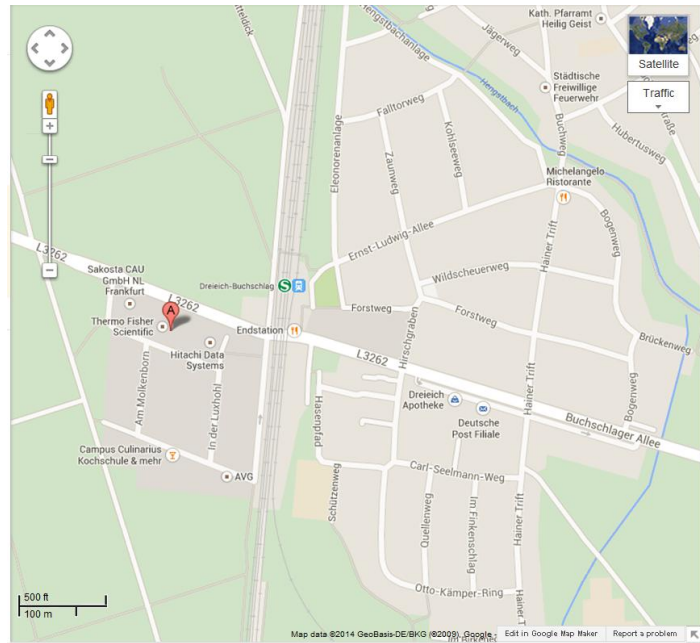 Kath. Pfarramt
Heilig Geist
Satellite
Traffic
Hengstbachanlage
Jägerweg
Hengstbach
Städtische
Freiwillige
Feuerwehr
Falltorweg
Kohlseeweg
Buchweg
Hubertusweg
Eleonorenanlage
Zaunweg
Michelangelo
Ristorante
Ernst-Ludwig-Allee
Bogenweg
Hainer Trift
L3262
Sakosta CAU
GmbH NL
Frankfurt
Dreieich-Buchschlag
S
Wildscheuerweg
L3262
A
Forstweg
Forstweg
Thermo Fisher
Scientific
Endstation
Hirschgraben
Brückenweg
Hitachi Data
Systems
L3262
Am Molkenborn
In der Luxhohl
Hasenpfad
Dreieich
Apotheke
Deutsche
Post Filiale
Hainer Trift
Bogenweg
Buchschlager Allee
Campus Culinarius
Kochschule & mehr
AVG
Carl-Seelmann-Weg
Schützenweg
Quellenweg
Im Finkenschlag
Hainer Trift
Otto-Kämper-Ring
500 ft
100 m
Map data ©2014 GeoBasis-DE/BKG (©2009), Google -
Edit in Google Map Maker
Report a problem